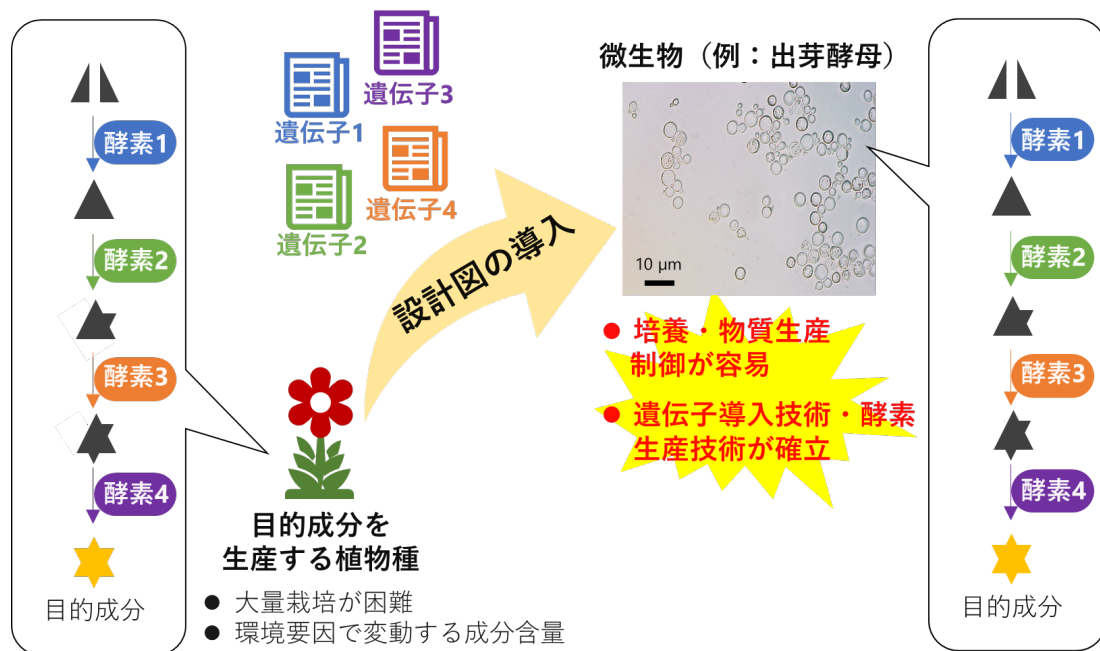 酵素1
酵素2
酵素3
酵素4
目的成分
遺伝子1
遺伝子3
遺伝子2
遺伝子4
設計図の導入
目的成分を
生産する植物種
● 大量栽培が困難
● 環境要因で変動する成分含量
微生物（例：出芽酵母）
10 μm
● 培養・物質生産
制御が容易
● 遺伝子導入技術・酵素
生産技術が確立
酵素1
酵素2
酵素3
酵素4
目的成分